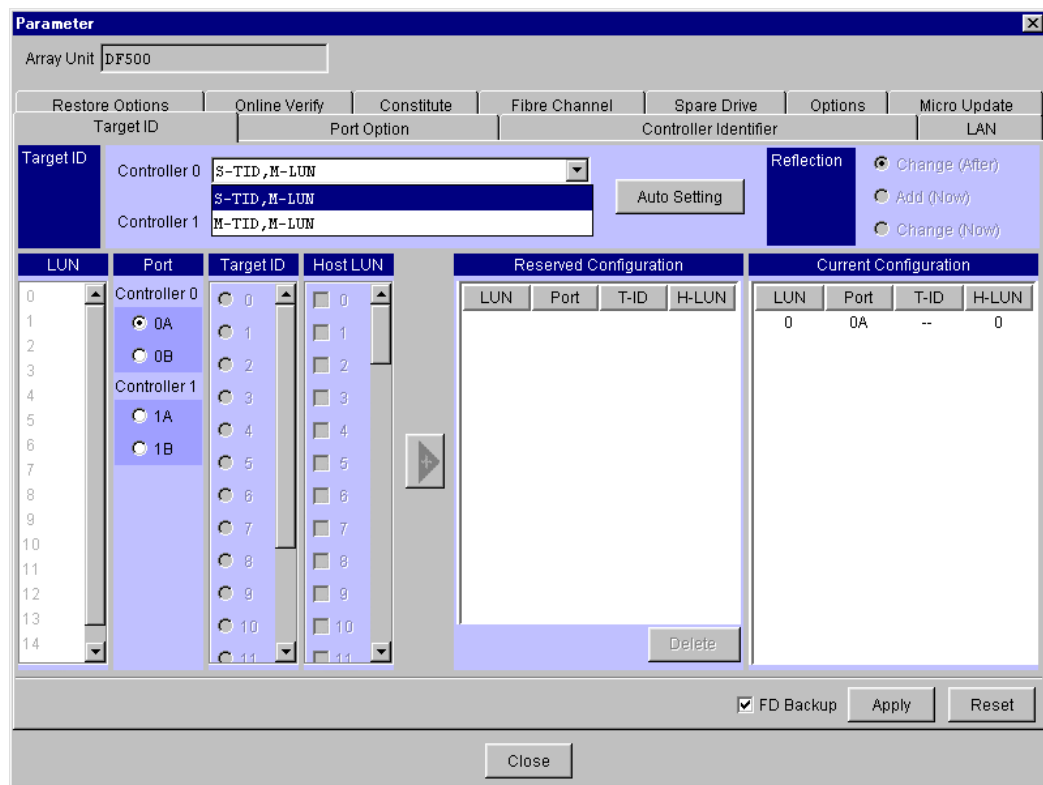 Parameter
Array Unit DF500
Restore Options Online Verify Constitute Fibre Channel Spare Drive Options Micro Update
Target ID Port Option Controller Identifier LAN
Target ID
Controller 0 S-TID,M-LUN
S-TID,M-LUN
Controller 1 M-TID,M-LUN
Auto Setting
Reflection
Change (After)
Add (Now)
Change (Now)
LUN
0
1
2
3
4
5
6
7
8
9
10
11
12
13
14
Port
Controller 0
0A
0B
Controller 1
1A
1B
Target ID
0
1
2
3
4
5
6
7
8
9
10
11
Host LUN
0
1
2
3
4
5
6
7
8
9
10
11
+
Reserved Configuration
LUN Port T-ID H-LUN
Delete
Current Configuration
LUN Port T-ID H-LUN
0 0A -- 0
FD Backup Apply Reset
Close